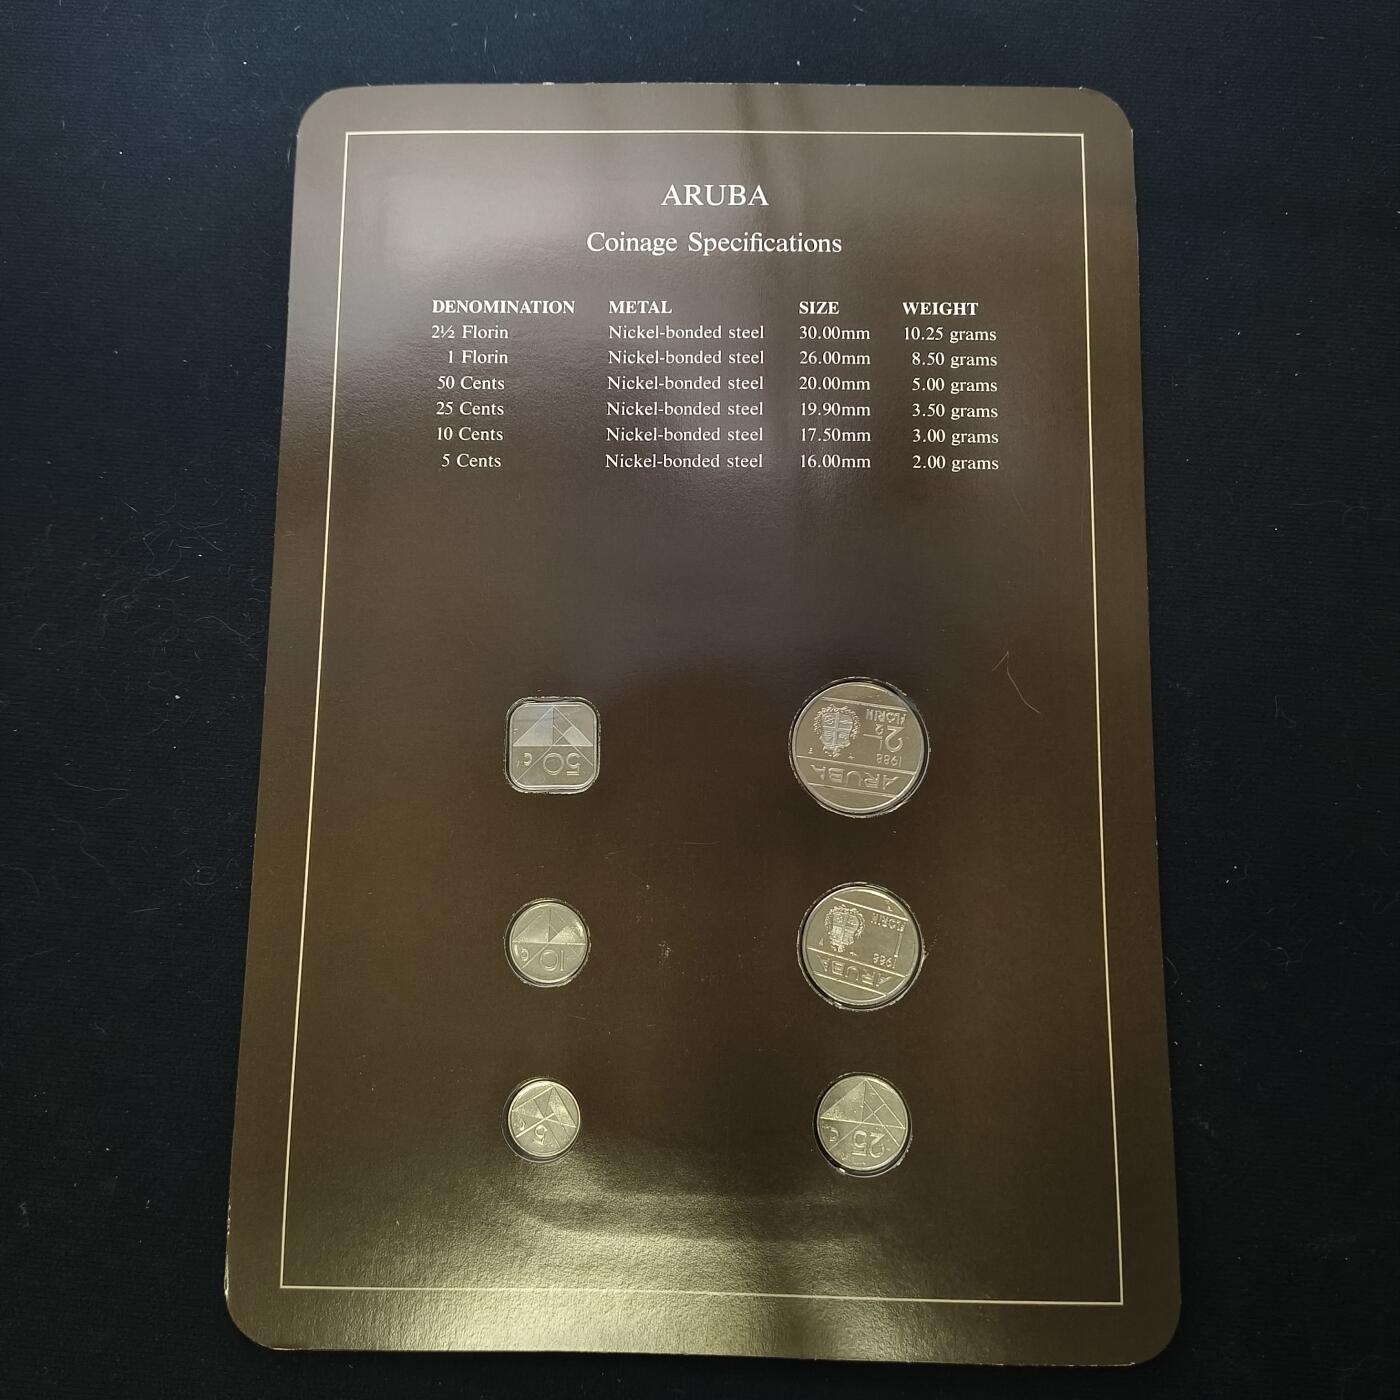 ARUBA
Coinage Specifications
DENOMINATION METAL SIZE WEIGHT
2½ Florin Nickel-bonded steel 30.00mm 10.25 grams
1 Florin Nickel-bonded steel 26.00mm 8.50 grams
50 Cents Nickel-bonded steel 20.00mm 5.00 grams
25 Cents Nickel-bonded steel 19.90mm 3.50 grams
10 Cents Nickel-bonded steel 17.50mm 3.00 grams
5 Cents Nickel-bonded steel 16.00mm 2.00 grams
50 C
ARUBA
1988
2½
FLORIN
10 C
ARUBA
1988
1
FLORIN
5 C
25 C